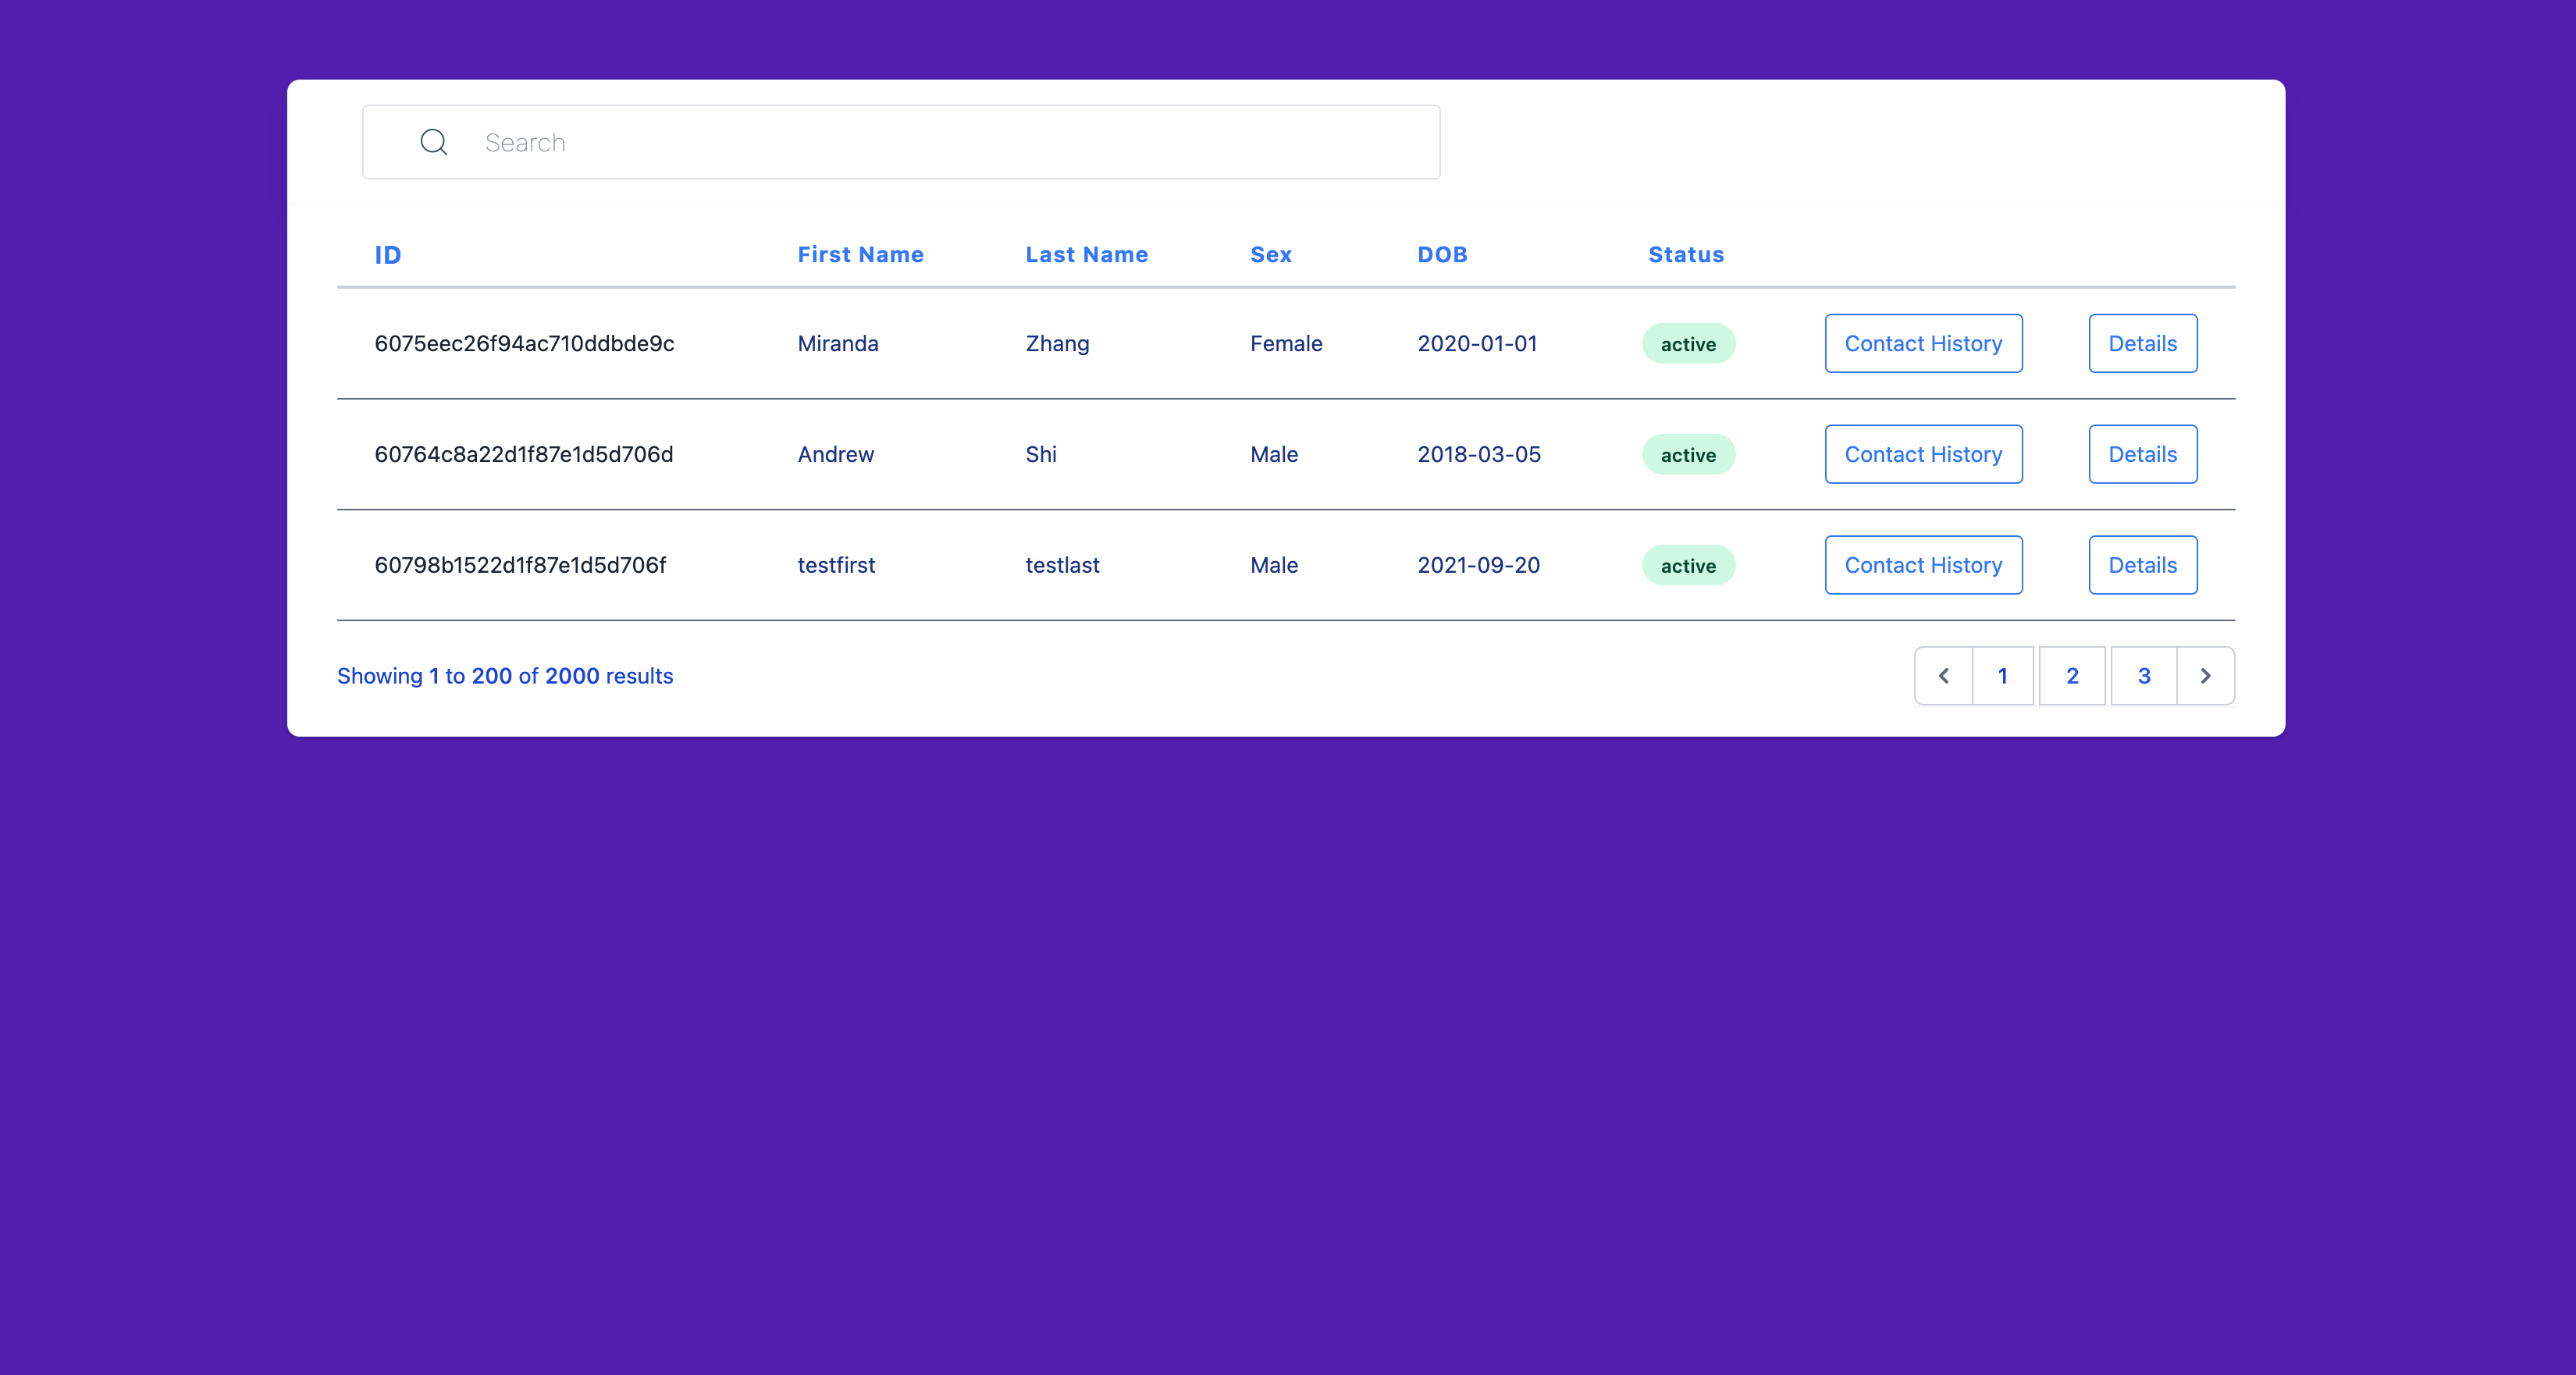 Search
ID First Name Last Name Sex DOB Status
6075eec26f94ac710ddbde9c Miranda Zhang Female 2020-01-01 active Contact History Details
60764c8a22d1f87e1d5d706d Andrew Shi Male 2018-03-05 active Contact History Details
60798b1522d1f87e1d5d706f testfirst testlast Male 2021-09-20 active Contact History Details
Showing 1 to 200 of 2000 results 1 2 3